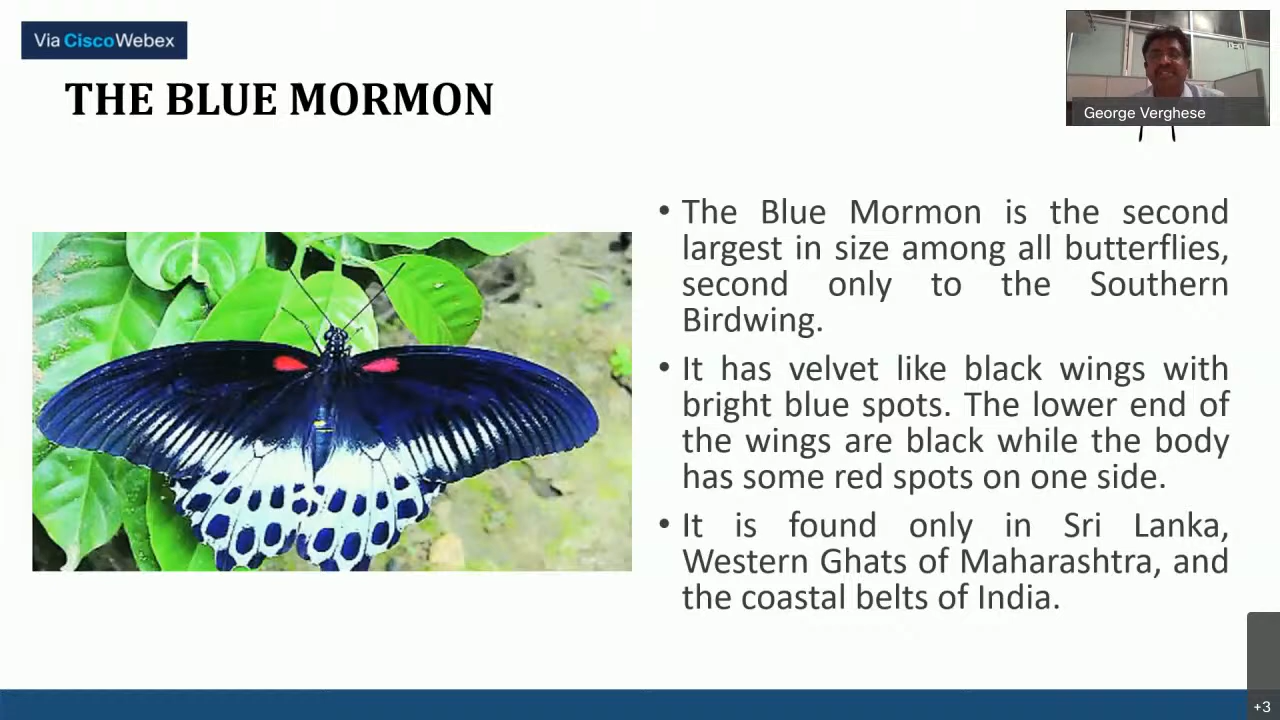 Via CiscoWebex
THE BLUE MORMON
George Verghese
• The Blue Mormon is the second
largest in size among all butterflies,
second only to the Southern
Birdwing.
• It has velvet like black wings with
bright blue spots. The lower end of
the wings are black while the body
has some red spots on one side.
• It is found only in Sri Lanka,
Western Ghats of Maharashtra, and
the coastal belts of India.
+3